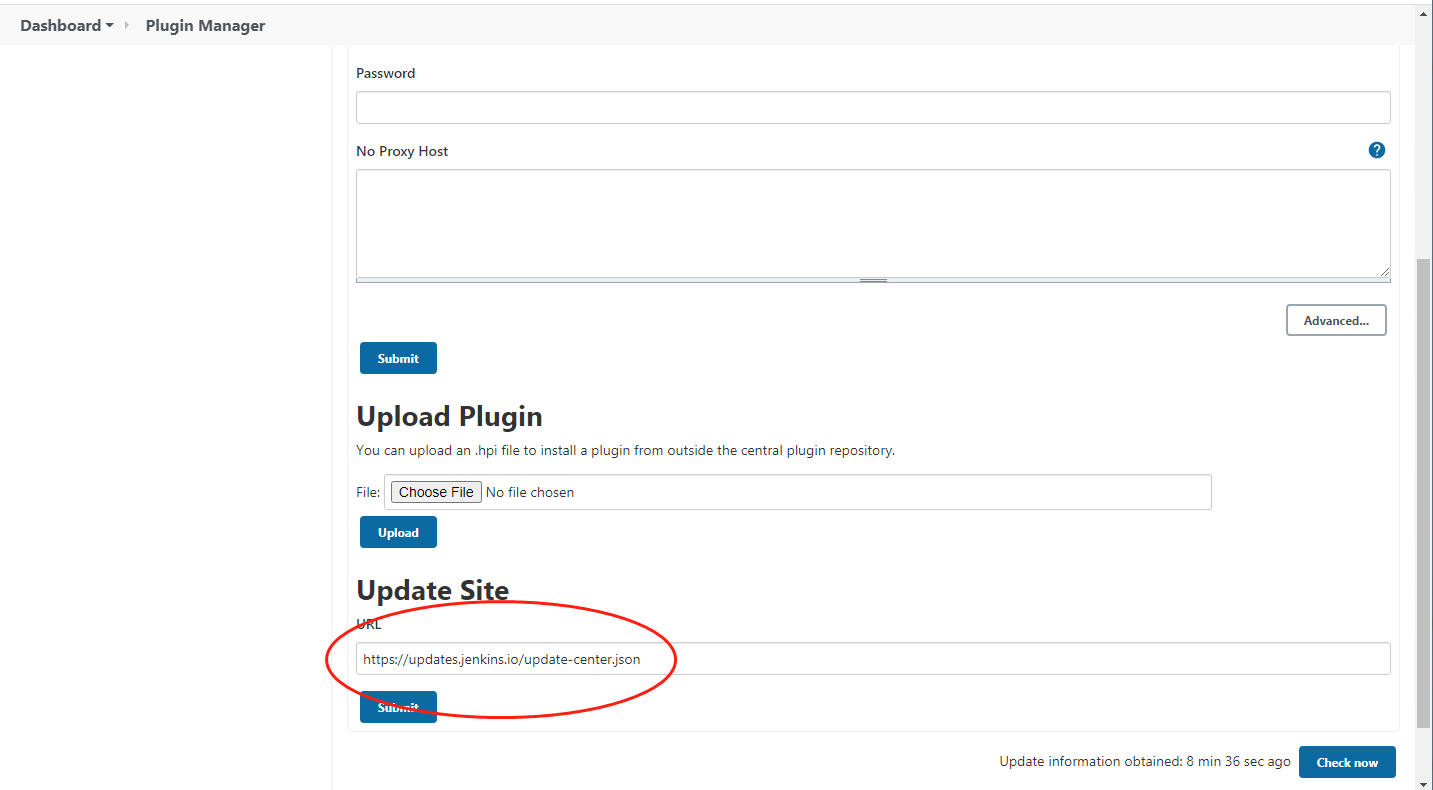 Dashboard Plugin Manager
Password
No Proxy Host ?
Advanced...
Submit
Upload Plugin
You can upload an .hpi file to install a plugin from outside the central plugin repository.
File: Choose File No file chosen
Upload
Update Site
URL
https://updates.jenkins.io/update-center.json
Submit
Update information obtained: 8 min 36 sec ago Check now